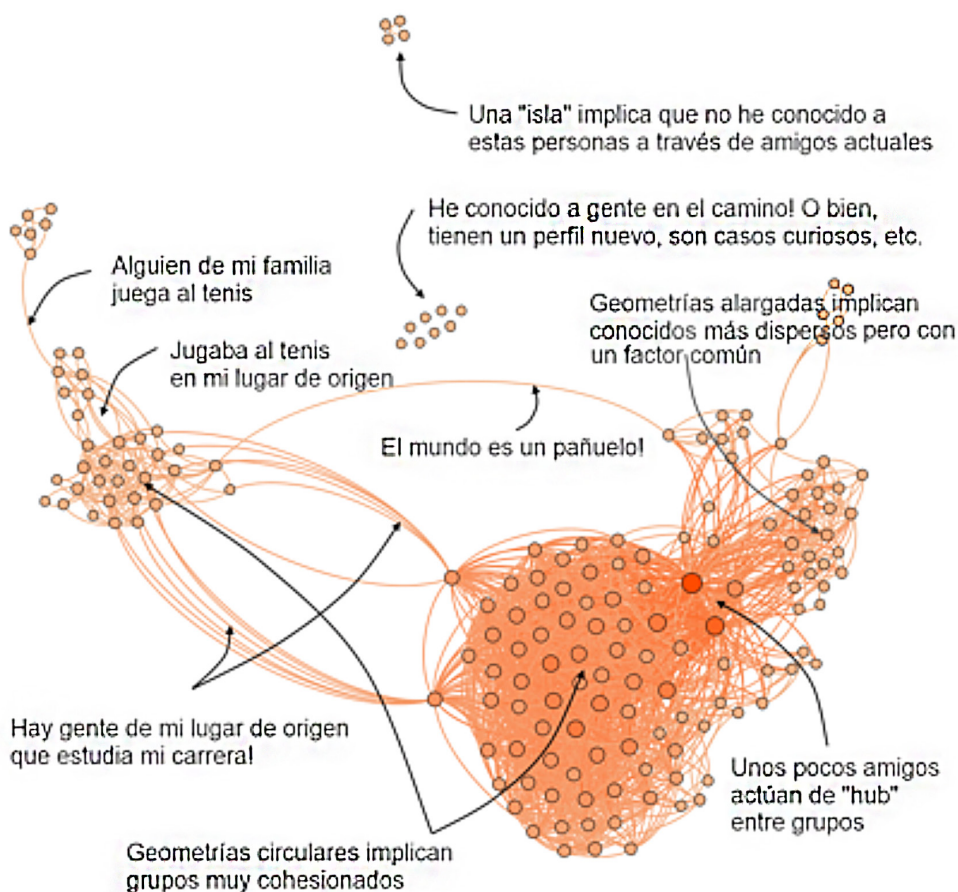 Una "isla" implica que no he conocido a
estas personas a través de amigos actuales
He conocido a gente en el camino! O bien,
tienen un perfil nuevo, son casos curiosos, etc.
Alguien de mi familia
juega al tenis
Geometrías alargadas implican
conocidos más dispersos pero con
un factor común
Jugaba al tenis
en mi lugar de origen
El mundo es un pañuelo!
Hay gente de mi lugar de origen
que estudia mi carrera!
Unos pocos amigos
actúan de "hub"
entre grupos
Geometrías circulares implican
grupos muy cohesionados